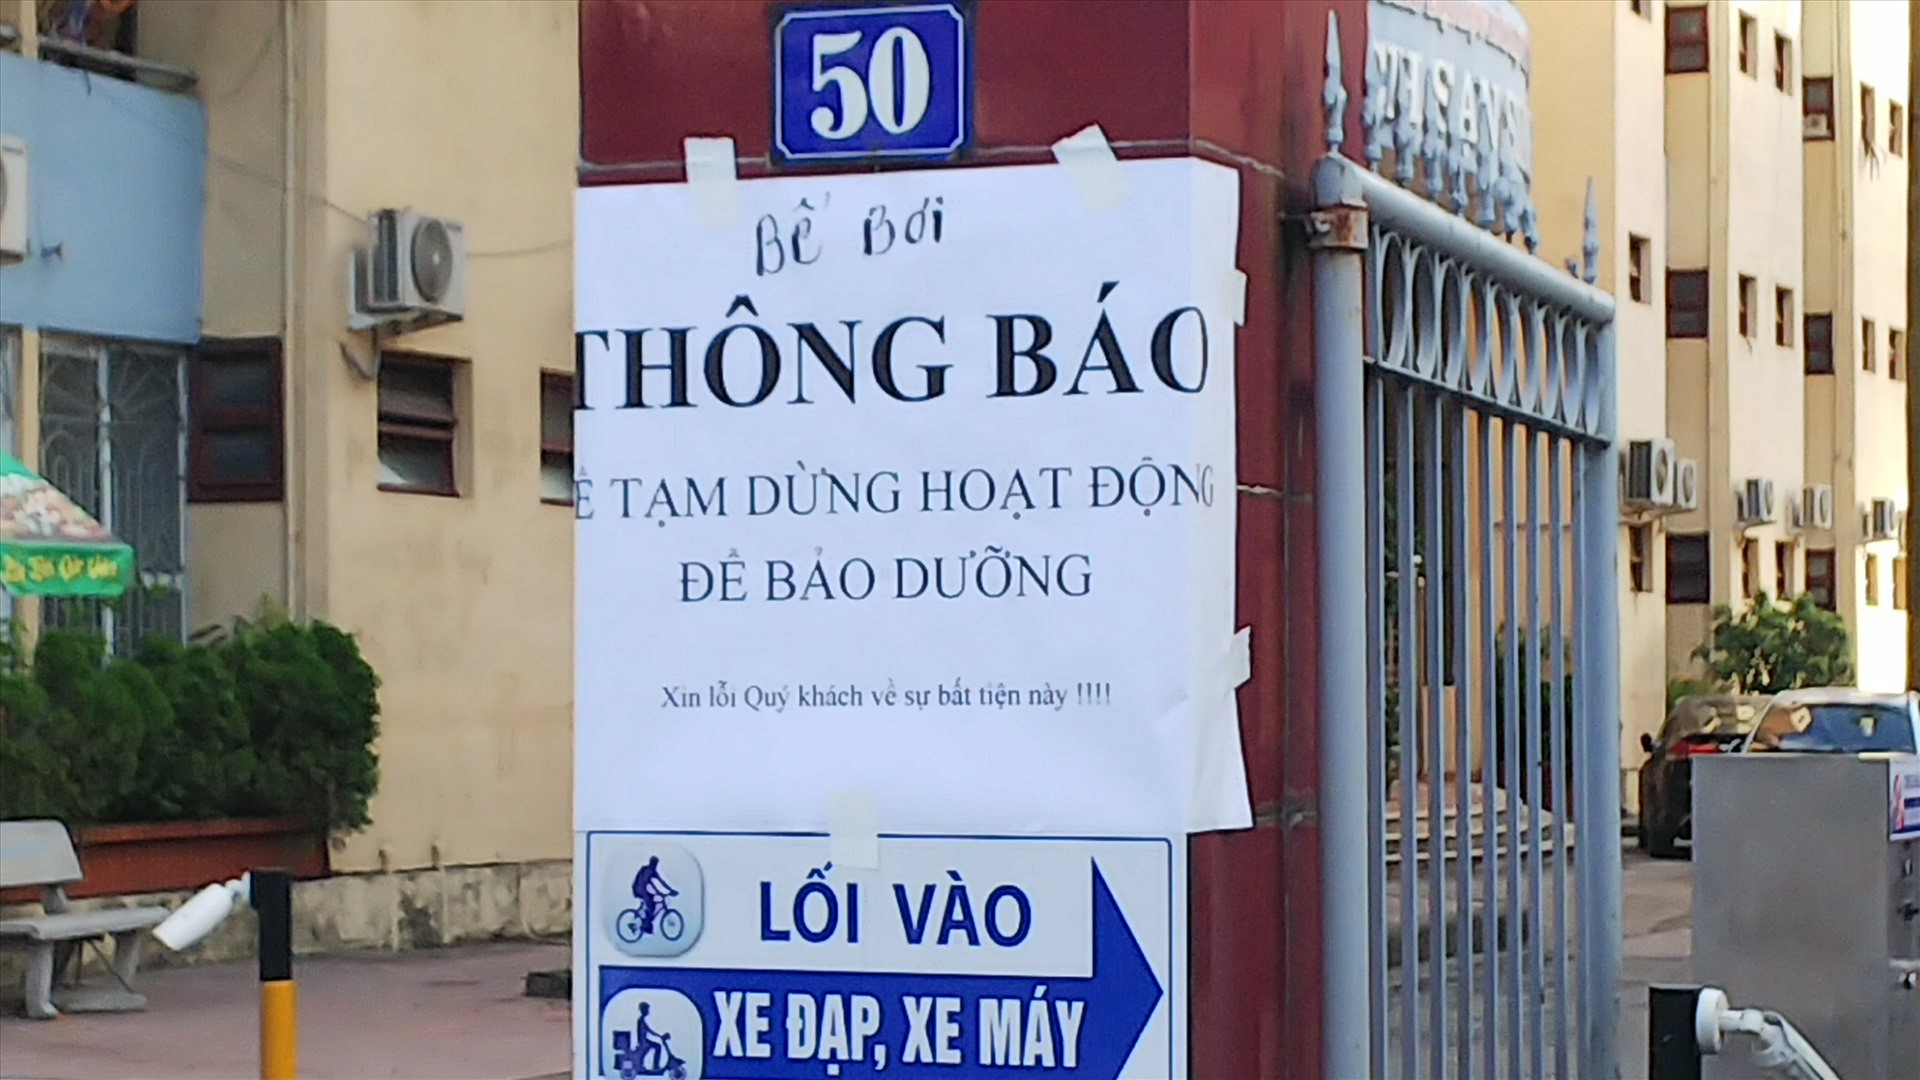 50
Bể Bơi
THÔNG BÁO
TẠM DỪNG HOẠT ĐỘNG
ĐỂ BẢO DƯỠNG
Xin lỗi Quý khách về sự bất tiện này !!!!
LỐI VÀO
XE ĐẠP, XE MÁY